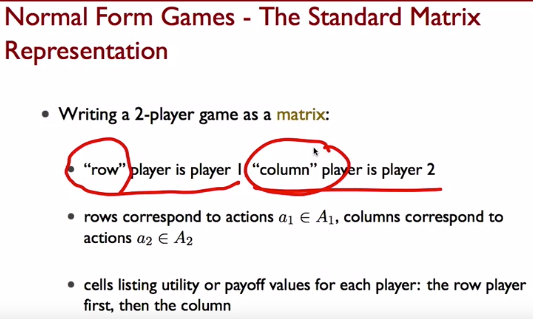 Normal Form Games - The Standard Matrix
Representation
• Writing a 2-player game as a matrix:
• “row” player is player 1 “column” player is player 2
• rows correspond to actions a₁ ∈ A₁, columns correspond to
actions a₂ ∈ A₂
• cells listing utility or payoff values for each player: the row player
first, then the column